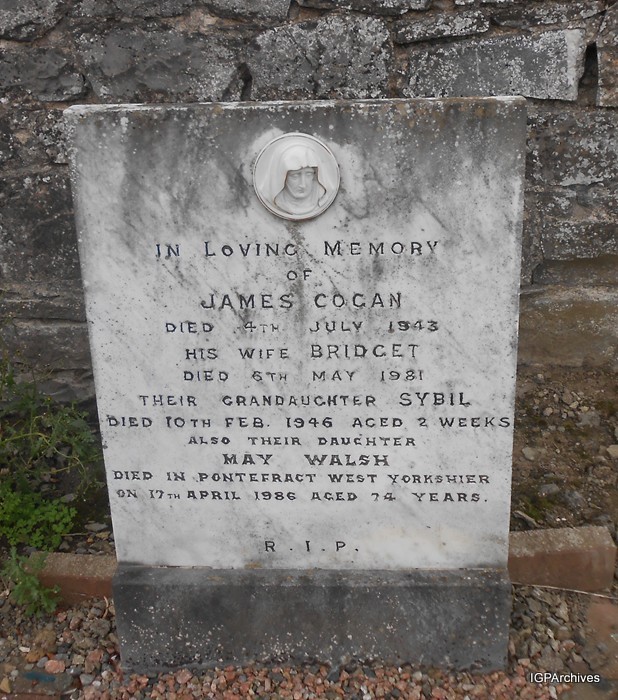 IN LOVING MEMORY
OF
JAMES COGAN
DIED 4TH JULY 1943
HIS WIFE BRIDGET
DIED 6TH MAY 1981
THEIR GRANDAUGHTER SYBIL
DIED 10TH FEB. 1946 AGED 2 WEEKS
ALSO THEIR DAUGHTER
MAY WALSH
DIED IN PONTEFRACT WEST YORKSHIER
ON 17TH APRIL 1986 AGED 74 YEARS.
R.I.P.
IGPArchives